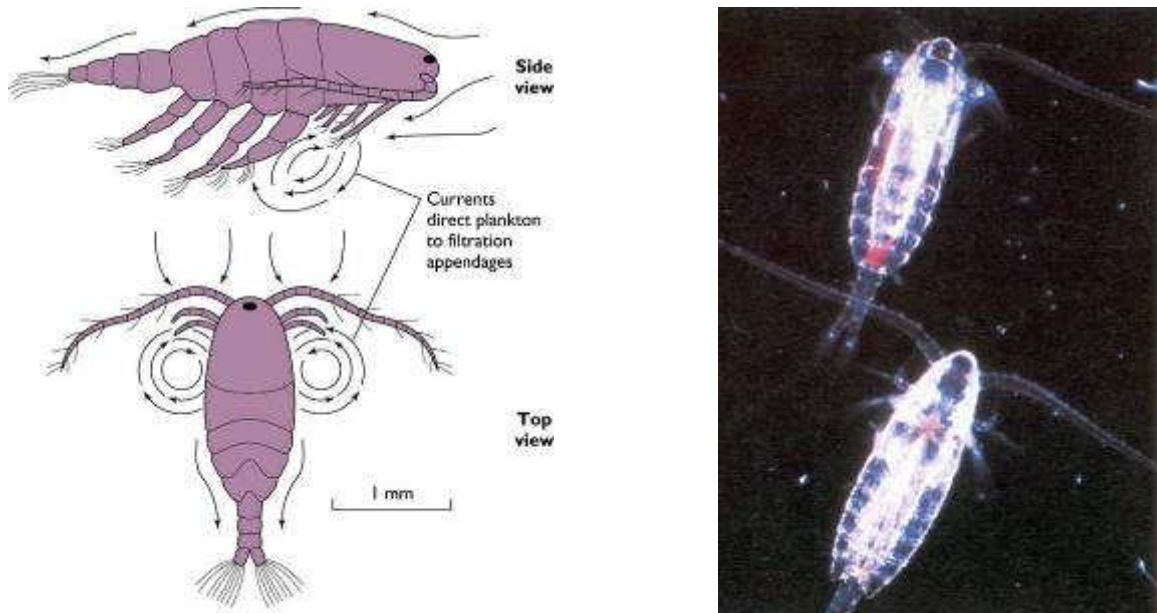 Side
view
Currents
direct plankton
to filtration
appendages
Top
view
1 mm